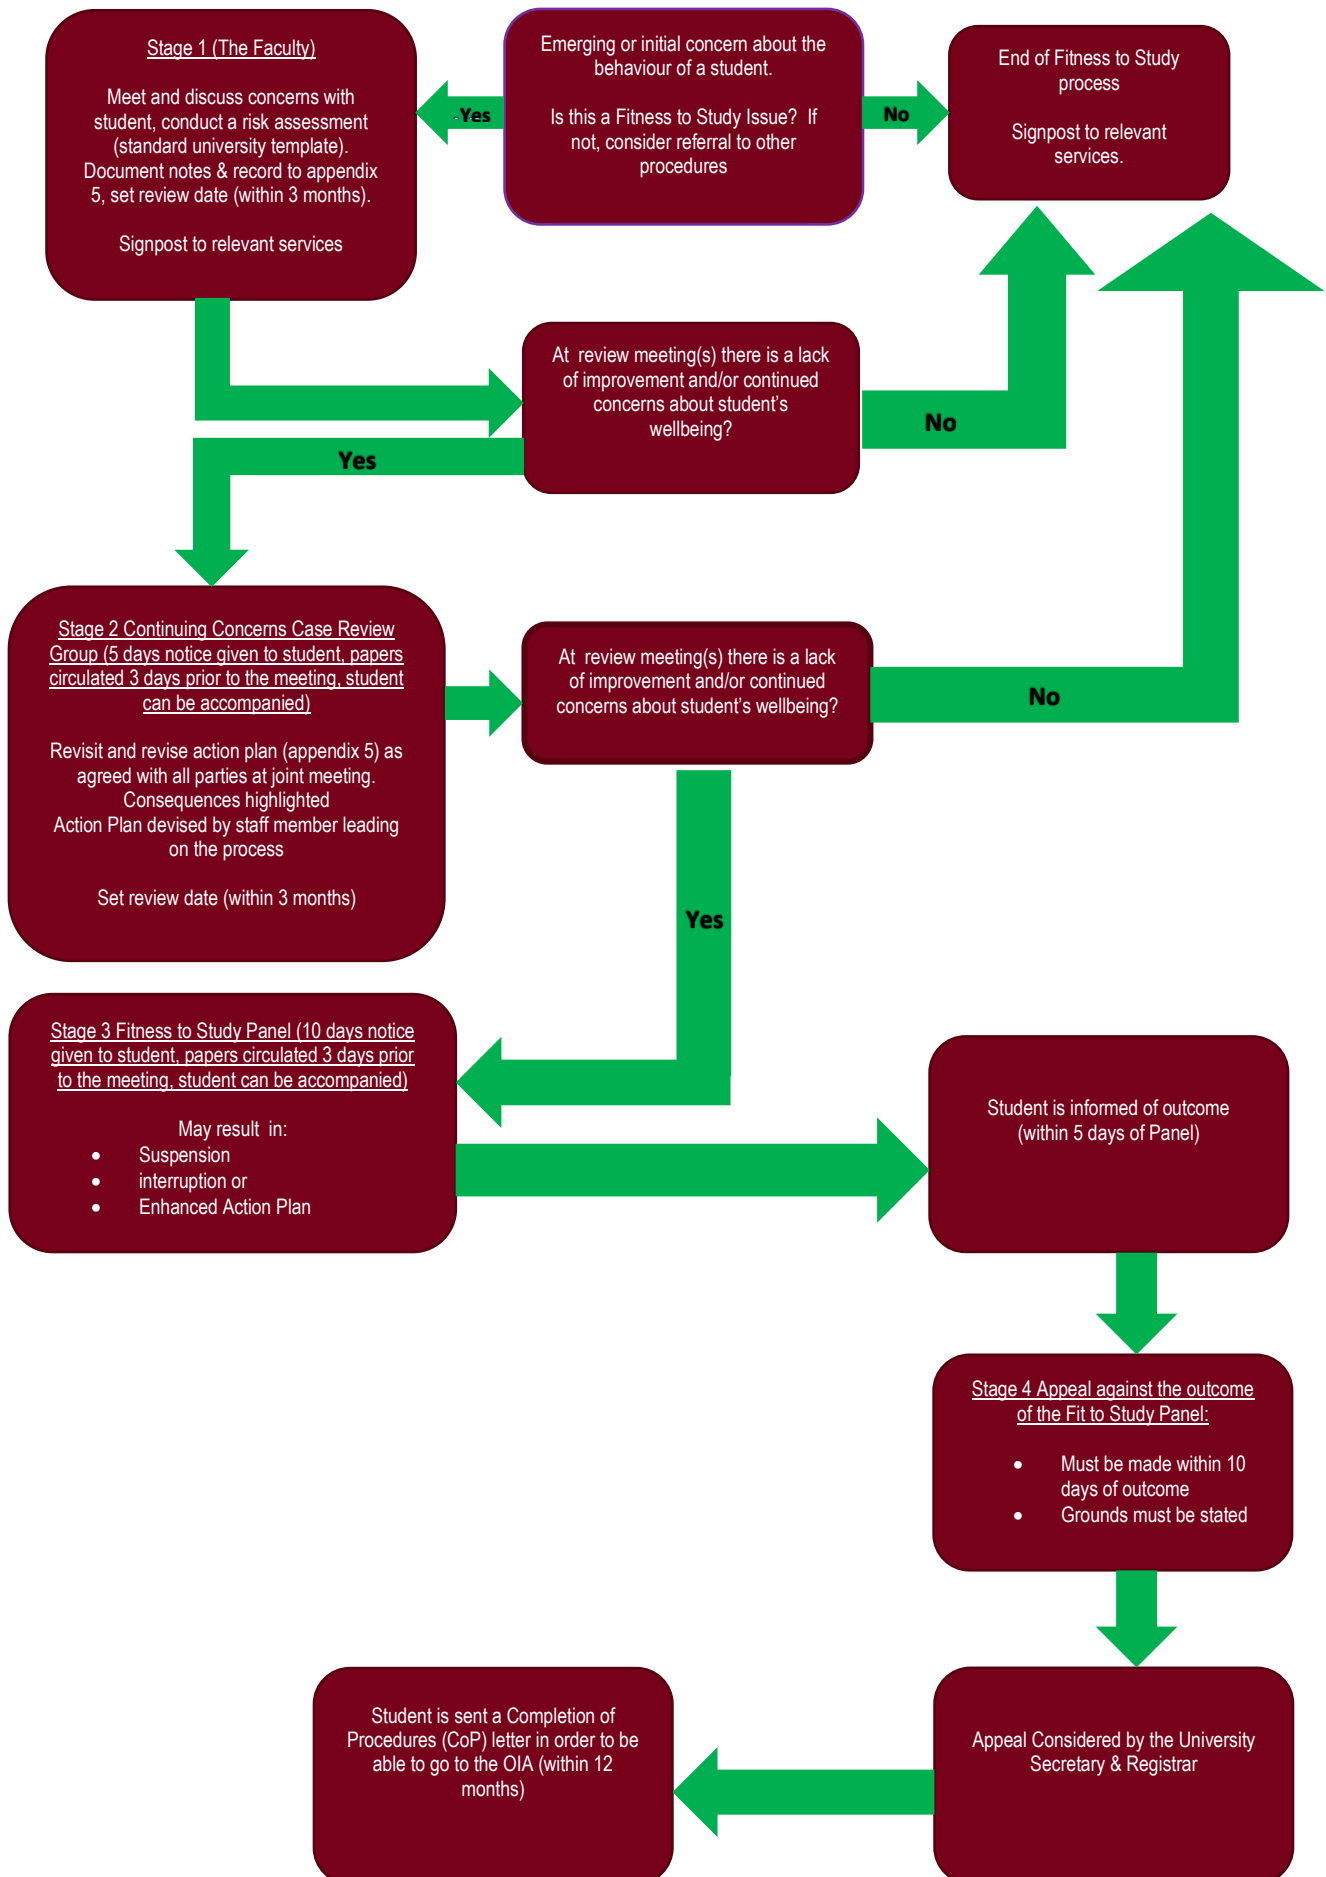 Stage 1 (The Faculty)
Meet and discuss concerns with
student, conduct a risk assessment
(standard university template).
Document notes & record to appendix
5, set review date (within 3 months).
Signpost to relevant services
Yes
Emerging or initial concern about the
behaviour of a student.
Is this a Fitness to Study Issue?  If
not, consider referral to other
procedures
No
End of Fitness to Study
process
Signpost to relevant
services.
At  review meeting(s) there is a lack
of improvement and/or continued
concerns about student's
wellbeing?
No
Yes
Stage 2 Continuing Concerns Case Review
Group (5 days notice given to student, papers
circulated 3 days prior to the meeting, student
can be accompanied)
Revisit and revise action plan (appendix 5) as
agreed with all parties at joint meeting.
Consequences highlighted
Action Plan devised by staff member leading
on the process
Set review date (within 3 months)
At  review meeting(s) there is a lack
of improvement and/or continued
concerns about student's wellbeing?
No
Yes
Stage 3 Fitness to Study Panel (10 days notice
given to student, papers circulated 3 days prior
to the meeting, student can be accompanied)
May result  in:
• Suspension
• interruption or
• Enhanced Action Plan
Student is informed of outcome
(within 5 days of Panel)
Stage 4 Appeal against the outcome
of the Fit to Study Panel:
• Must be made within 10
days of outcome
• Grounds must be stated
Appeal Considered by the University
Secretary & Registrar
Student is sent a Completion of
Procedures (CoP) letter in order to be
able to go to the OIA (within 12
months)